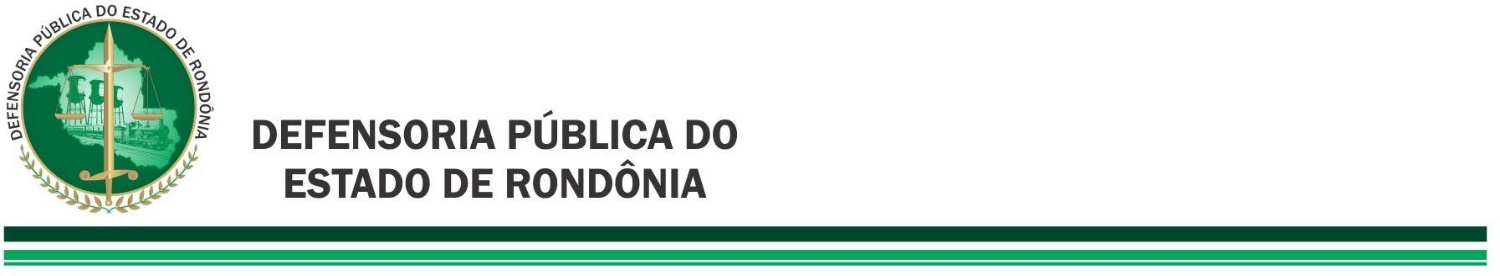 DEFENSORIA PÚBLICA DO ESTADO DE RONDÔNIA
DEFENSORIA PÚBLICA DO
ESTADO DE RONDÔNIA